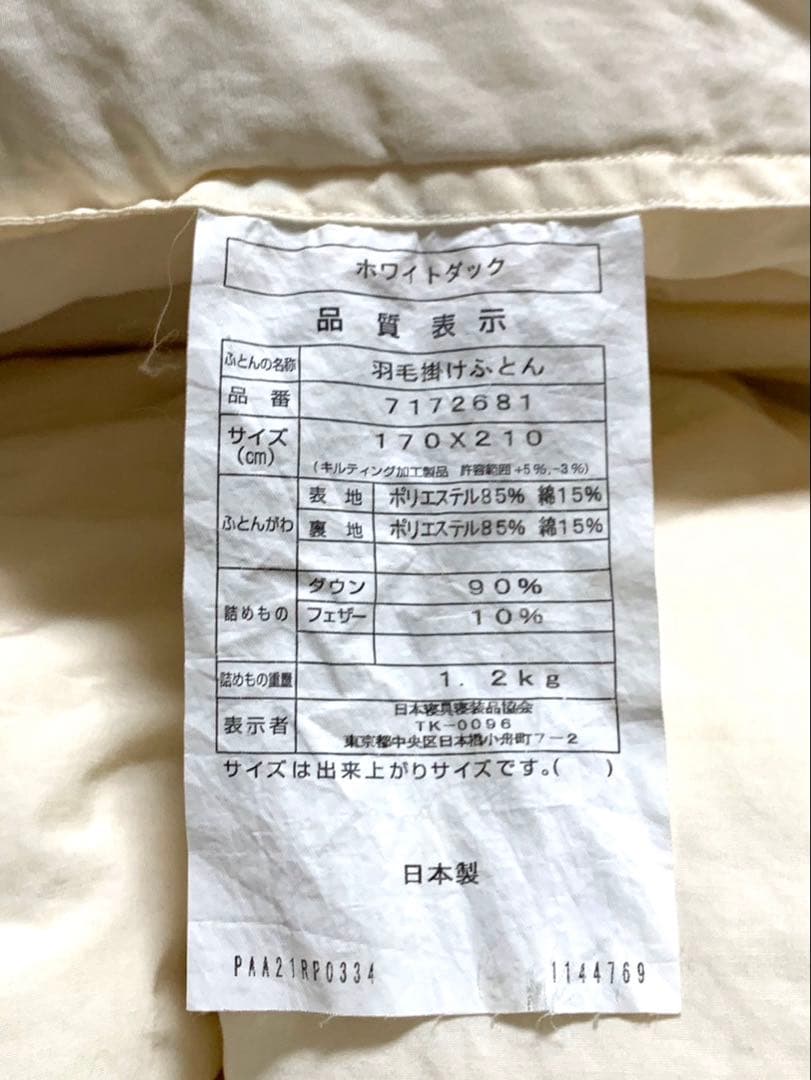 ホワイトダック
品質表示
ふとんの名称 羽毛掛けふとん
品番 7172681
サイズ(cm) 170X210
(キルティング加工製品 許容範囲+5%,-3%)
ふとんがわ 表地 ポリエステル85% 綿15%
裏地 ポリエステル85% 綿15%
詰めもの ダウン 90%
フェザー 10%
詰めもの重量 1.2kg
表示者 日本寝具寝装品協会
TK-0096
東京都中央区日本橋小舟町7-2
サイズは出来上がりサイズです。( )
日本製
PAA21RP0334 1144769